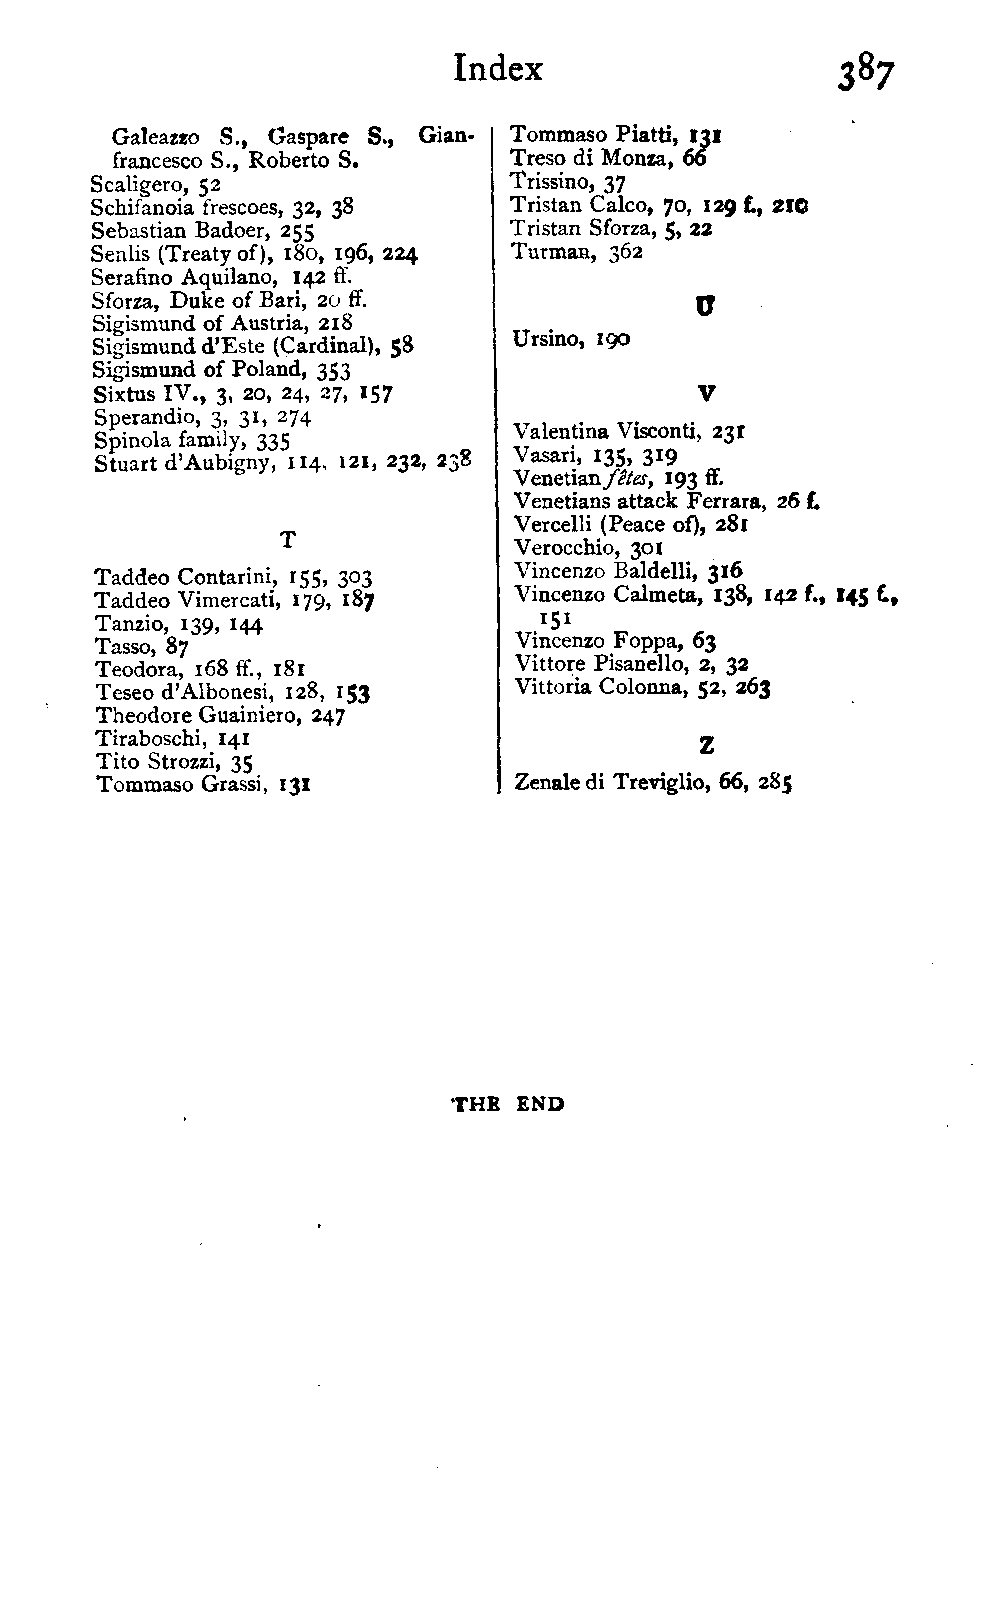 Index 387
Galeazzo S., Gaspare S., Gian-
francesco S., Roberto S.
Scaligero, 52
Schifanoia frescoes, 32, 38
Sebastian Badoer, 255
Senlis (Treaty of), 180, 196, 224
Serafino Aquilano, 142 ff.
Sforza, Duke of Bari, 20 ff.
Sigismund of Austria, 218
Sigismund d'Este (Cardinal), 58
Sigismund of Poland, 353
Sixtus IV., 3, 20, 24, 27, 157
Sperandio, 3, 31, 274
Spinola family, 335
Stuart d'Aubigny, 114, 121, 232, 238
T
Taddeo Contarini, 155, 303
Taddeo Vimercati, 179, 187
Tanzio, 139, 144
Tasso, 87
Teodora, 168 ff., 181
Teseo d'Albonesi, 128, 153
Theodore Guainiero, 247
Tiraboschi, 141
Tito Strozzi, 35
Tommaso Grassi, 131
Tommaso Piatti, 131
Treso di Monza, 66
Trissino, 37
Tristan Calco, 70, 129 f., 210
Tristan Sforza, 5, 22
Turman, 362
U
Ursino, 190
V
Valentina Visconti, 231
Vasari, 135, 319
Venetian fêtes, 193 ff.
Venetians attack Ferrara, 26 f.
Vercelli (Peace of), 281
Verocchio, 301
Vincenzo Baldelli, 316
Vincenzo Calmeta, 138, 142 f., 145 f.,
151
Vincenzo Foppa, 63
Vittore Pisanello, 2, 32
Vittoria Colonna, 52, 263
Z
Zenale di Treviglio, 66, 285
THE END